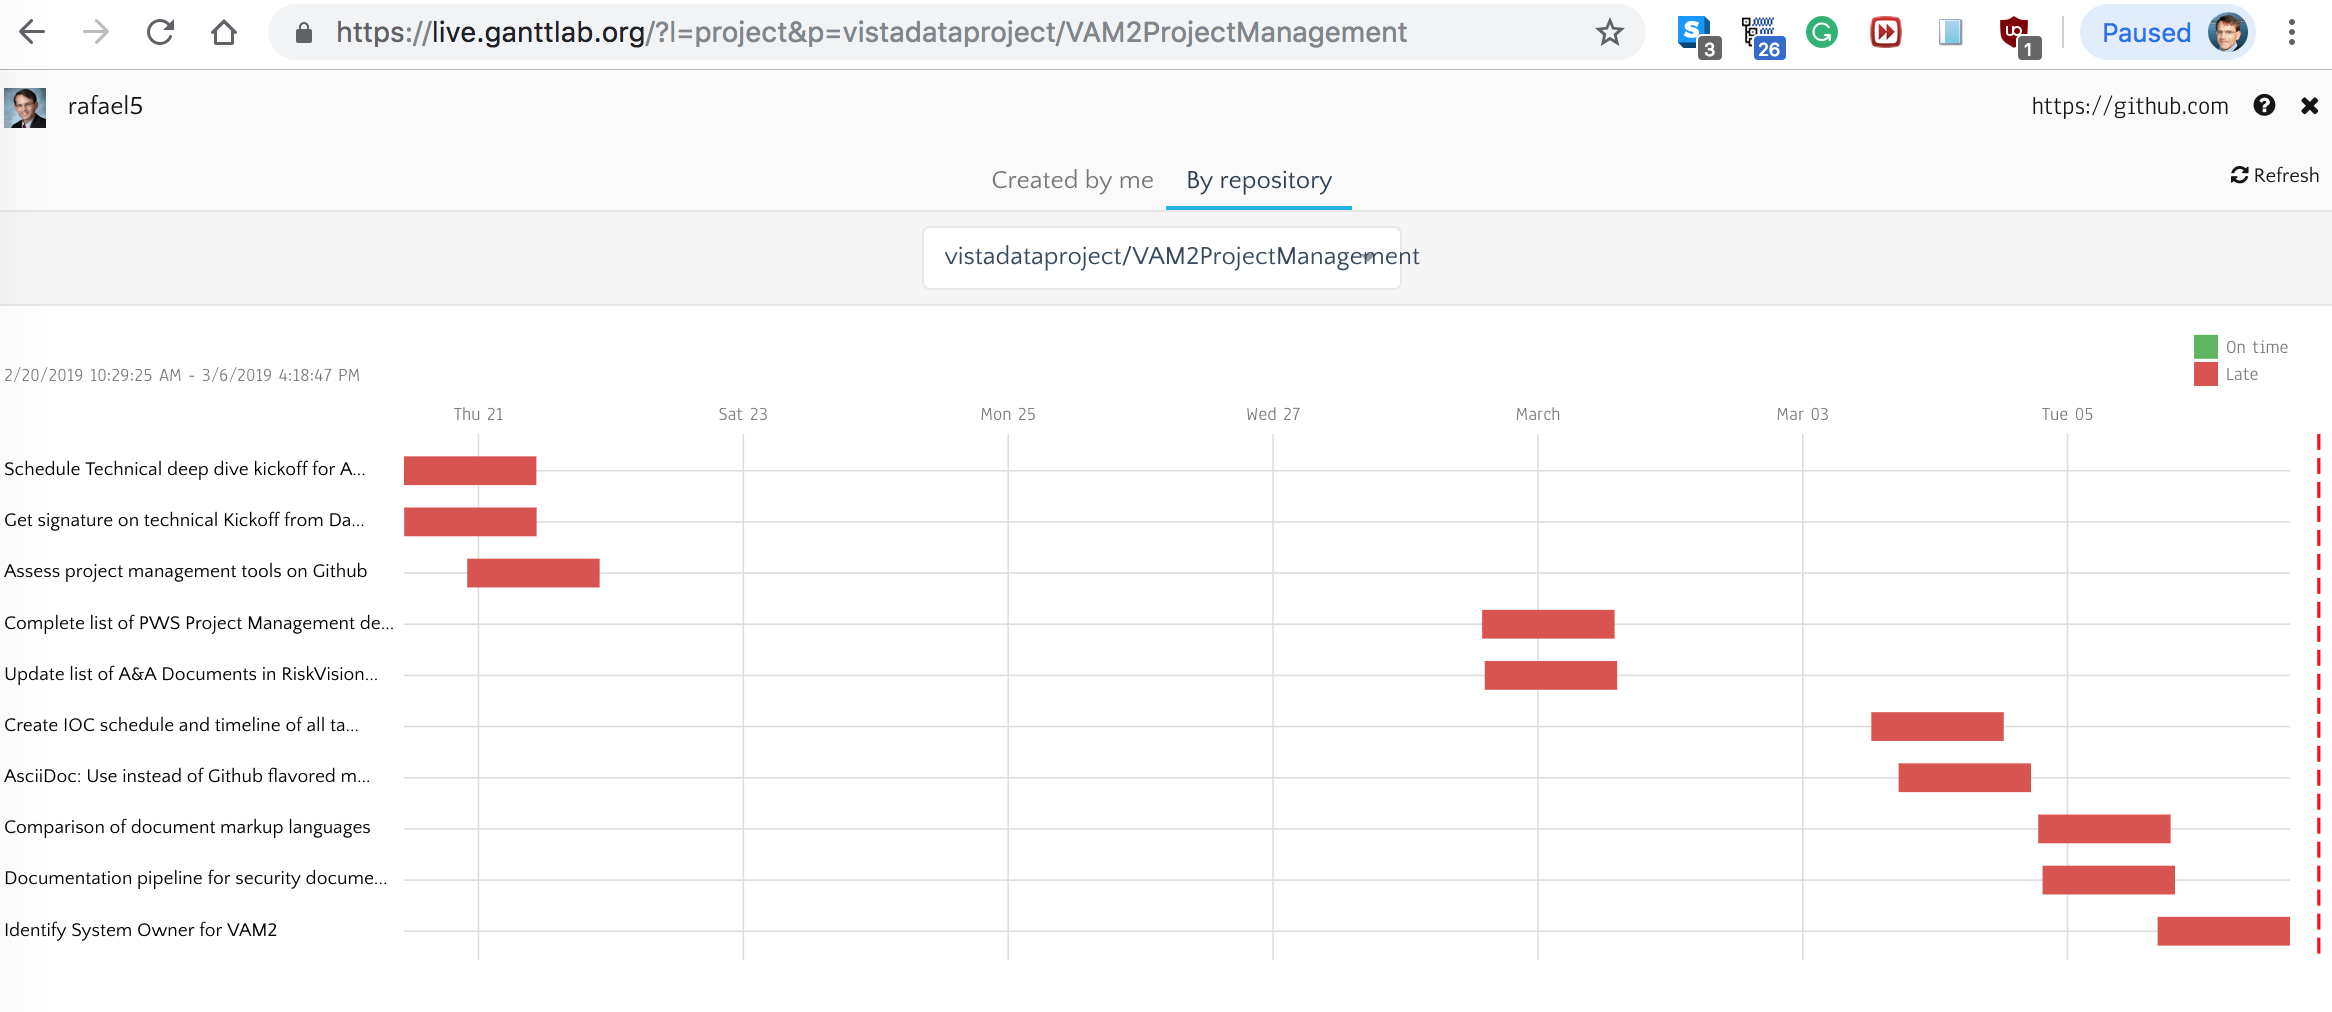 https://live.ganttlab.org/?l=project&p=vistadataproject/VAM2ProjectManagement
S 3
26
G
UO 1
Paused
rafael5
https://github.com
?
Created by me
By repository
Refresh
vistadataproject/VAM2ProjectManagement
On time
2/20/2019 10:29:25 AM - 3/6/2019 4:18:47 PM
Late
Thu 21
Sat 23
Mon 25
Wed 27
March
Mar 03
Tue 05
Schedule Technical deep dive kickoff for A...
Get signature on technical Kickoff from Da...
Assess project management tools on Github
Complete list of PWS Project Management de...
Update list of A&A Documents in RiskVision...
Create IOC schedule and timeline of all ta...
AsciiDoc: Use instead of Github flavored m...
Comparison of document markup languages
Documentation pipeline for security docume...
Identify System Owner for VAM2